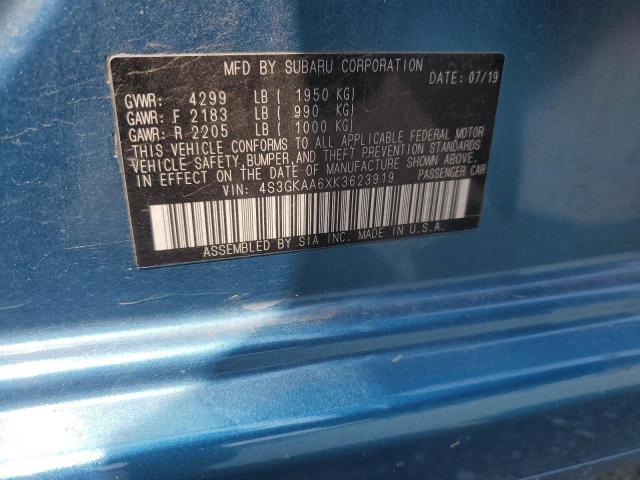 MFD BY SUBARU CORPORATION
DATE: 07/19
GVWR: 4299 LB ( 1950 KG)
GAWR: F 2183 LB ( 990 KG)
GAWR: R 2205 LB ( 1000 KG)
THIS VEHICLE CONFORMS TO ALL APPLICABLE FEDERAL MOTOR
VEHICLE SAFETY, BUMPER, AND THEFT PREVENTION STANDARDS
IN EFFECT ON THE DATE OF MANUFACTURE SHOWN ABOVE.
VIN: 4S3GKAA6XK3623919 PASSENGER CAR
ASSEMBLED BY SIA INC. MADE IN U.S.A.